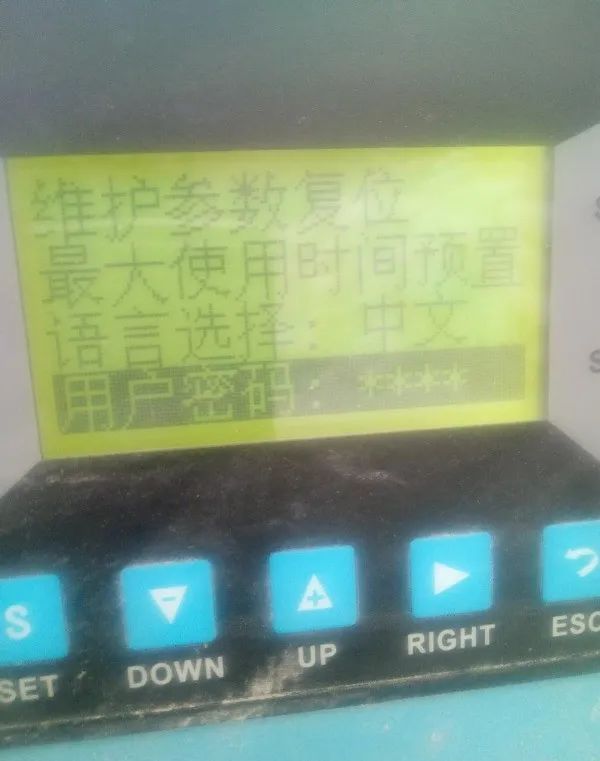 维护参数复位
最大使用时间预置
语言选择：中文
用户密码：****
S
S
S
SET
DOWN
UP
RIGHT
ESC